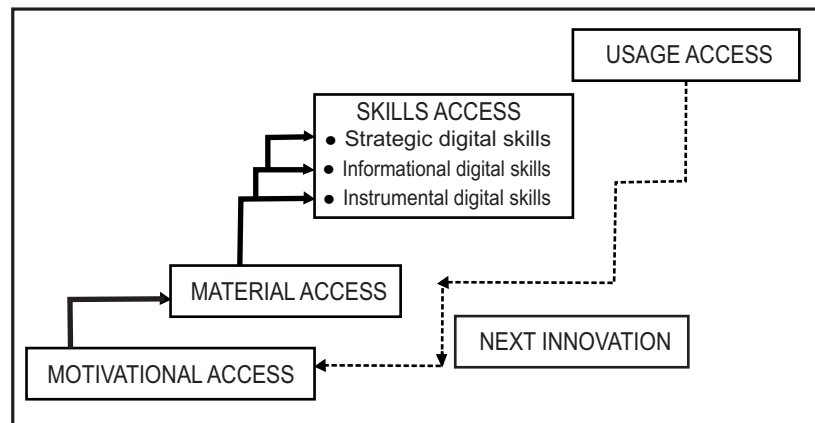 USAGE ACCESS
SKILLS ACCESS
• Strategic digital skills
• Informational digital skills
• Instrumental digital skills
MATERIAL ACCESS
NEXT INNOVATION
MOTIVATIONAL ACCESS